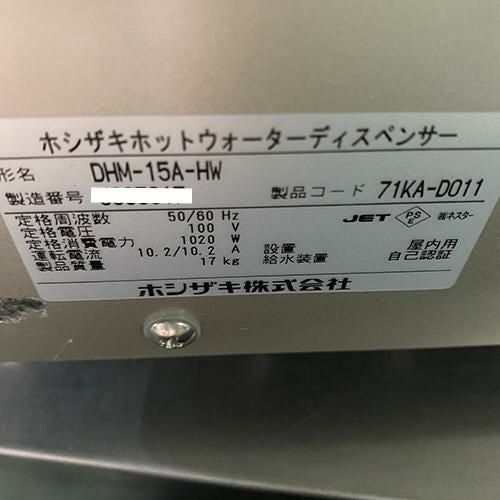 ホシザキホットウォーターディスペンサー
形名 DHM-15A-HW
製造番号 製品コード 71KA-D011
定格周波数 50/60 Hz JET PSE ㈱ネスター
定格電圧 100 V
定格消費電力 1020 W 設置 屋内用
運転電流 10.2/10.2 A 給水装置 自己認証
製品質量 17 kg
ホシザキ株式会社